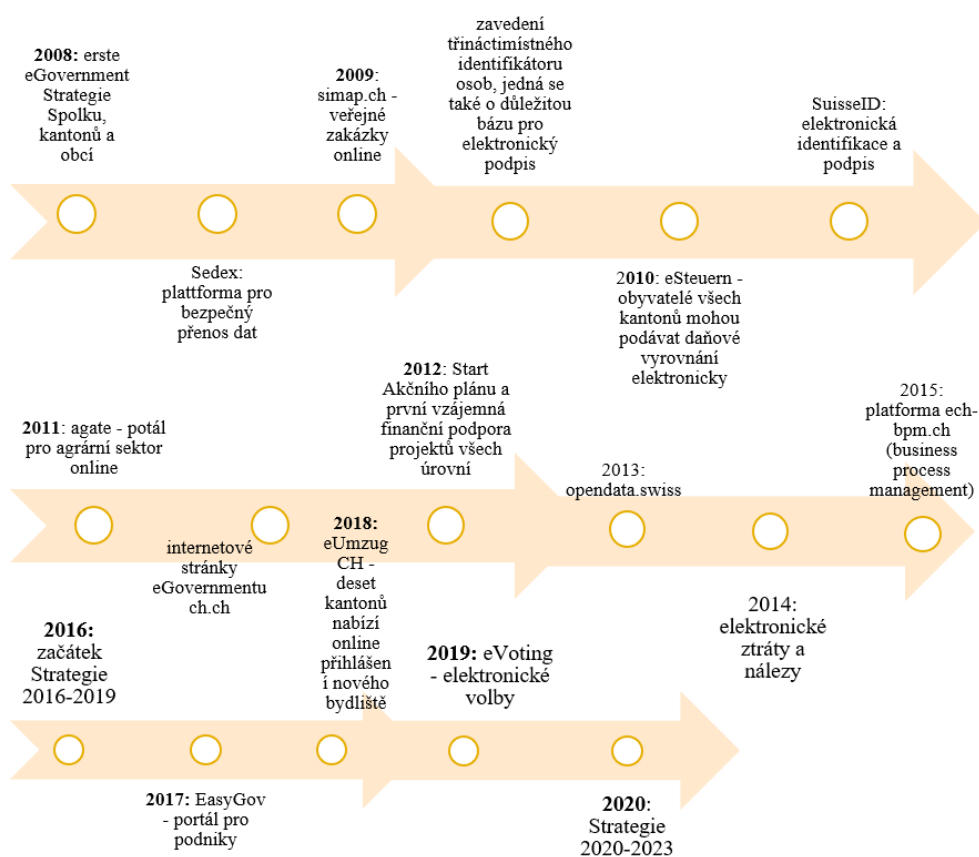 2008: erste
eGovernment
Strategie
Spolku,
kantonů a
obcí
Sedex:
plattforma pro
bezpečný
přenos dat
2009:
simap.ch -
veřejné
zakázky
online
zavedení
třináctimístného
identifikátoru
osob, jedná se
také o důležitou
bázu pro
elektronický
podpis
2010: eSteuern -
obyvatelé všech
kantonů mohou
podávat daňové
vyrovnání
elektronicky
SuisseID:
elektronická
identifikace a
podpis
2011: agate - potál
pro agrární sektor
online
internetové
stránky
eGovernmentu
ch.ch
2012: Start
Akčního plánu a
první vzájemná
finanční podpora
projektů všech
úrovní
2013:
opendata.swiss
2014:
elektronické
ztráty a
nálezy
2015:
platforma ech-
bpm.ch
(business
process
management)
2016:
začátek
Strategie
2016-2019
2017: EasyGov
- portál pro
podniky
2018:
eUmzug
CH -
deset
kantonů
nabízí
online
přihlášen
í nového
bydliště
2019: eVoting
- elektronické
volby
2020:
Strategie
2020-2023